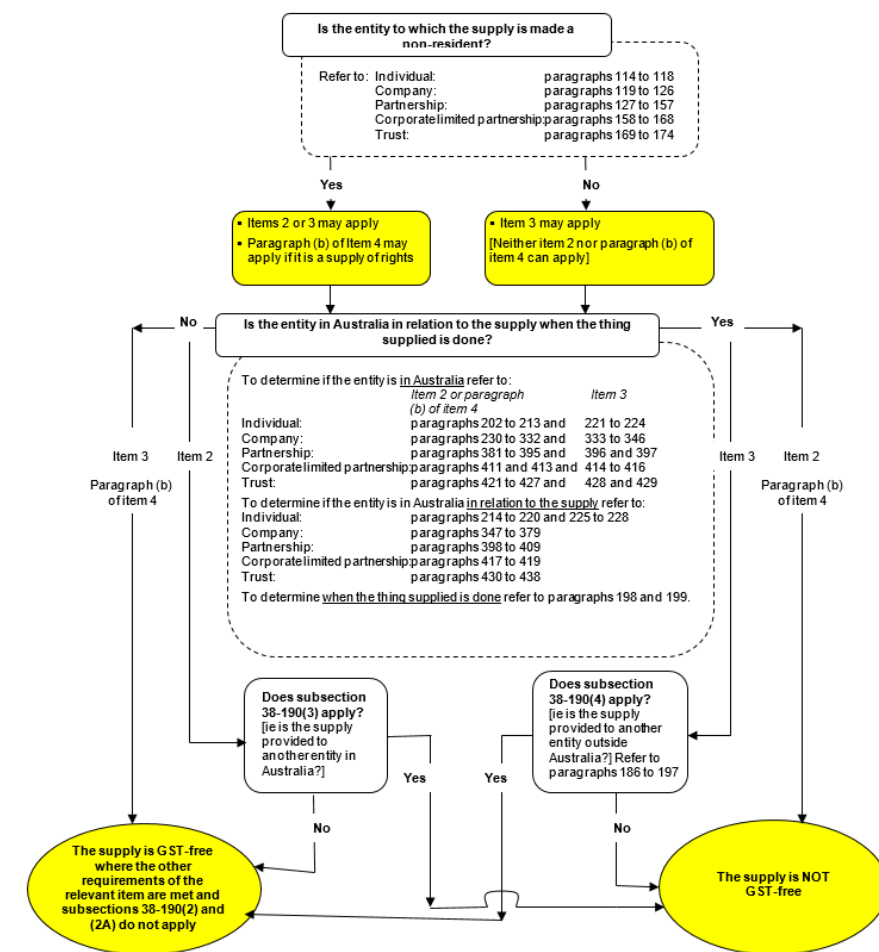 Is the entity to which the supply is made a
non-resident?
Refer to: Individual: paragraphs 114 to 118
Company: paragraphs 119 to 126
Partnership: paragraphs 127 to 157
Corporate limited partnership: paragraphs 158 to 168
Trust: paragraphs 169 to 174
Yes
No
▪ Items 2 or 3 may apply
▪ Paragraph (b) of Item 4 may
apply if it is a supply of rights
▪ Item 3 may apply
[Neither item 2 nor paragraph (b) of
item 4 can apply]
No
Is the entity in Australia in relation to the supply when the thing
supplied is done?
Yes
To determine if the entity is in Australia refer to:
Item 2 or paragraph Item 3
(b) of item 4
Individual: paragraphs 202 to 213 and 221 to 224
Company: paragraphs 230 to 332 and 333 to 346
Partnership: paragraphs 381 to 395 and 396 and 397
Corporate limited partnership: paragraphs 411 and 413 and 414 to 416
Trust: paragraphs 421 to 427 and 428 and 429
To determine if the entity is in Australia in relation to the supply refer to:
Individual: paragraphs 214 to 220 and 225 to 228
Company: paragraphs 347 to 379
Partnership: paragraphs 398 to 409
Corporate limited partnership: paragraphs 417 to 419
Trust: paragraphs 430 to 438
To determine when the thing supplied is done refer to paragraphs 198 and 199.
Item 3
Paragraph (b)
of item 4
Item 2
Item 3
Item 2
Paragraph (b)
of item 4
Does subsection
38-190(3) apply?
[ie is the supply
provided to
another entity in
Australia?]
Does subsection
38-190(4) apply?
[ie is the supply
provided to another
entity outside
Australia?] Refer to
paragraphs 186 to 197
Yes
Yes
No
No
The supply is GST-free
where the other
requirements of the
relevant item are met and
subsections 38-190(2) and
(2A) do not apply
The supply is NOT
GST-free